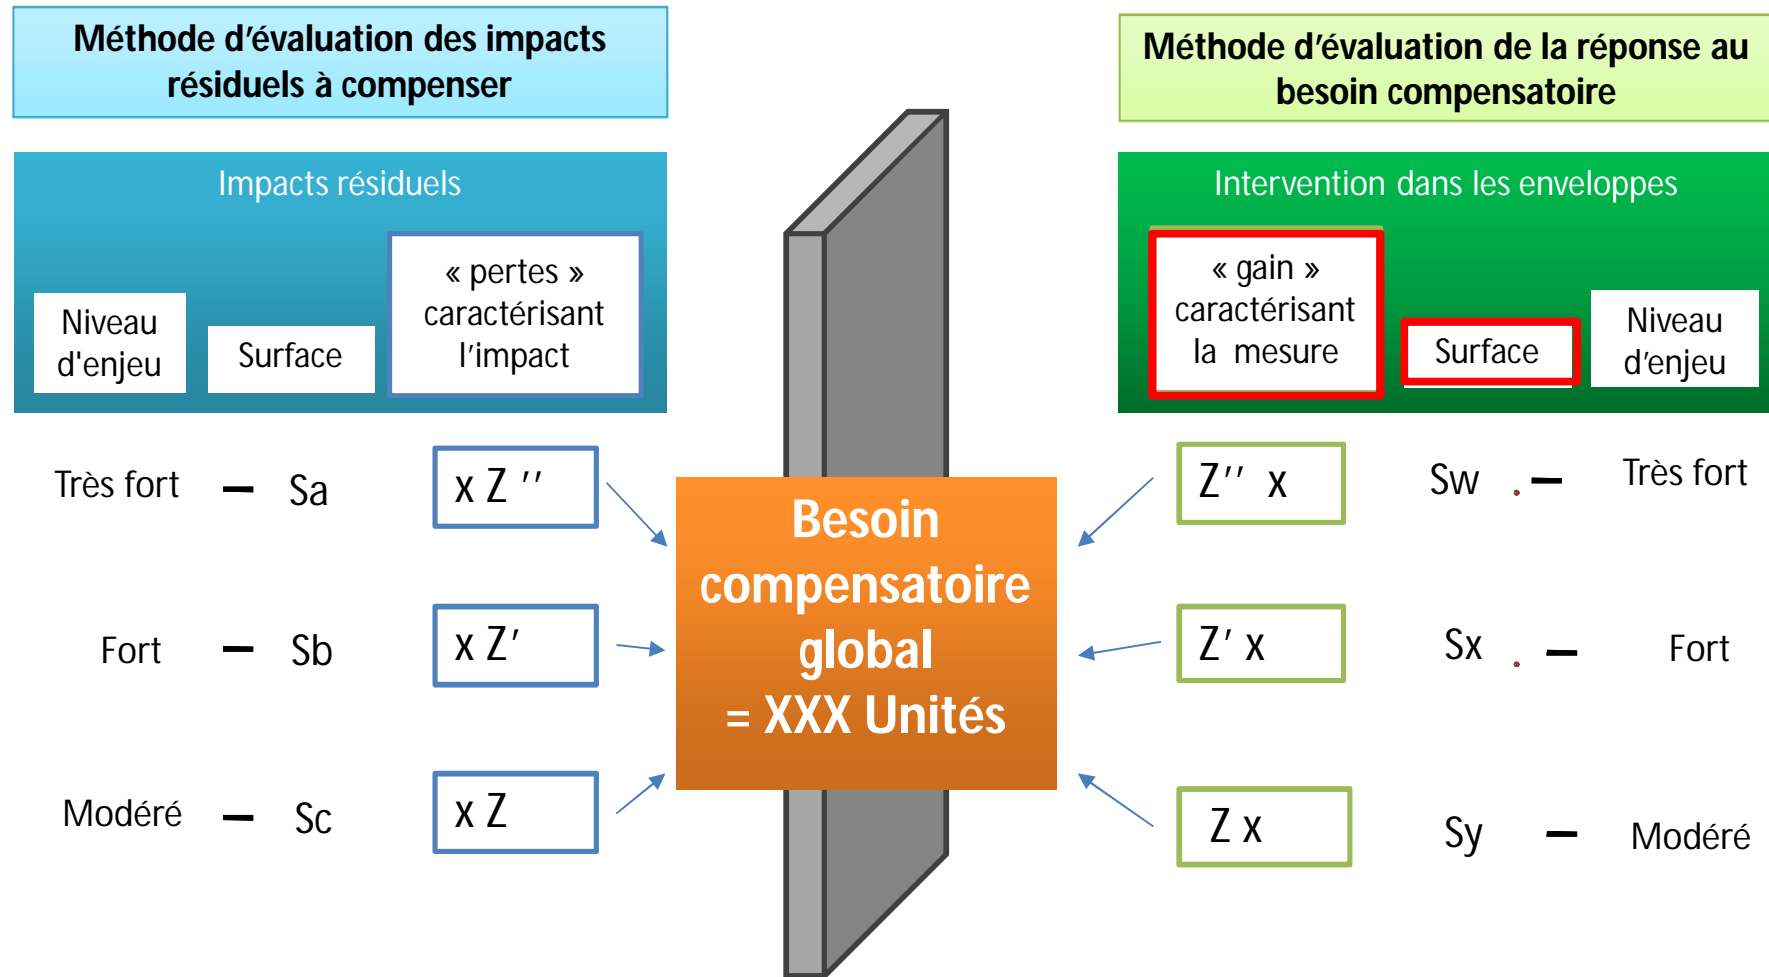 Méthode d’évaluation des impacts
résiduels à compenser
Impacts résiduels
Niveau
d'enjeu
Surface
« pertes »
caractérisant
l’impact
Très fort – Sa x Z ’’
Fort – Sb x Z’
Modéré – Sc x Z
Besoin
compensatoire
global
= XXX Unités
Méthode d’évaluation de la réponse au
besoin compensatoire
Intervention dans les enveloppes
« gain »
caractérisant
la mesure
Surface
Niveau
d’enjeu
Z’’ x Sw . – Très fort
Z’ x Sx . – Fort
Z x Sy – Modéré